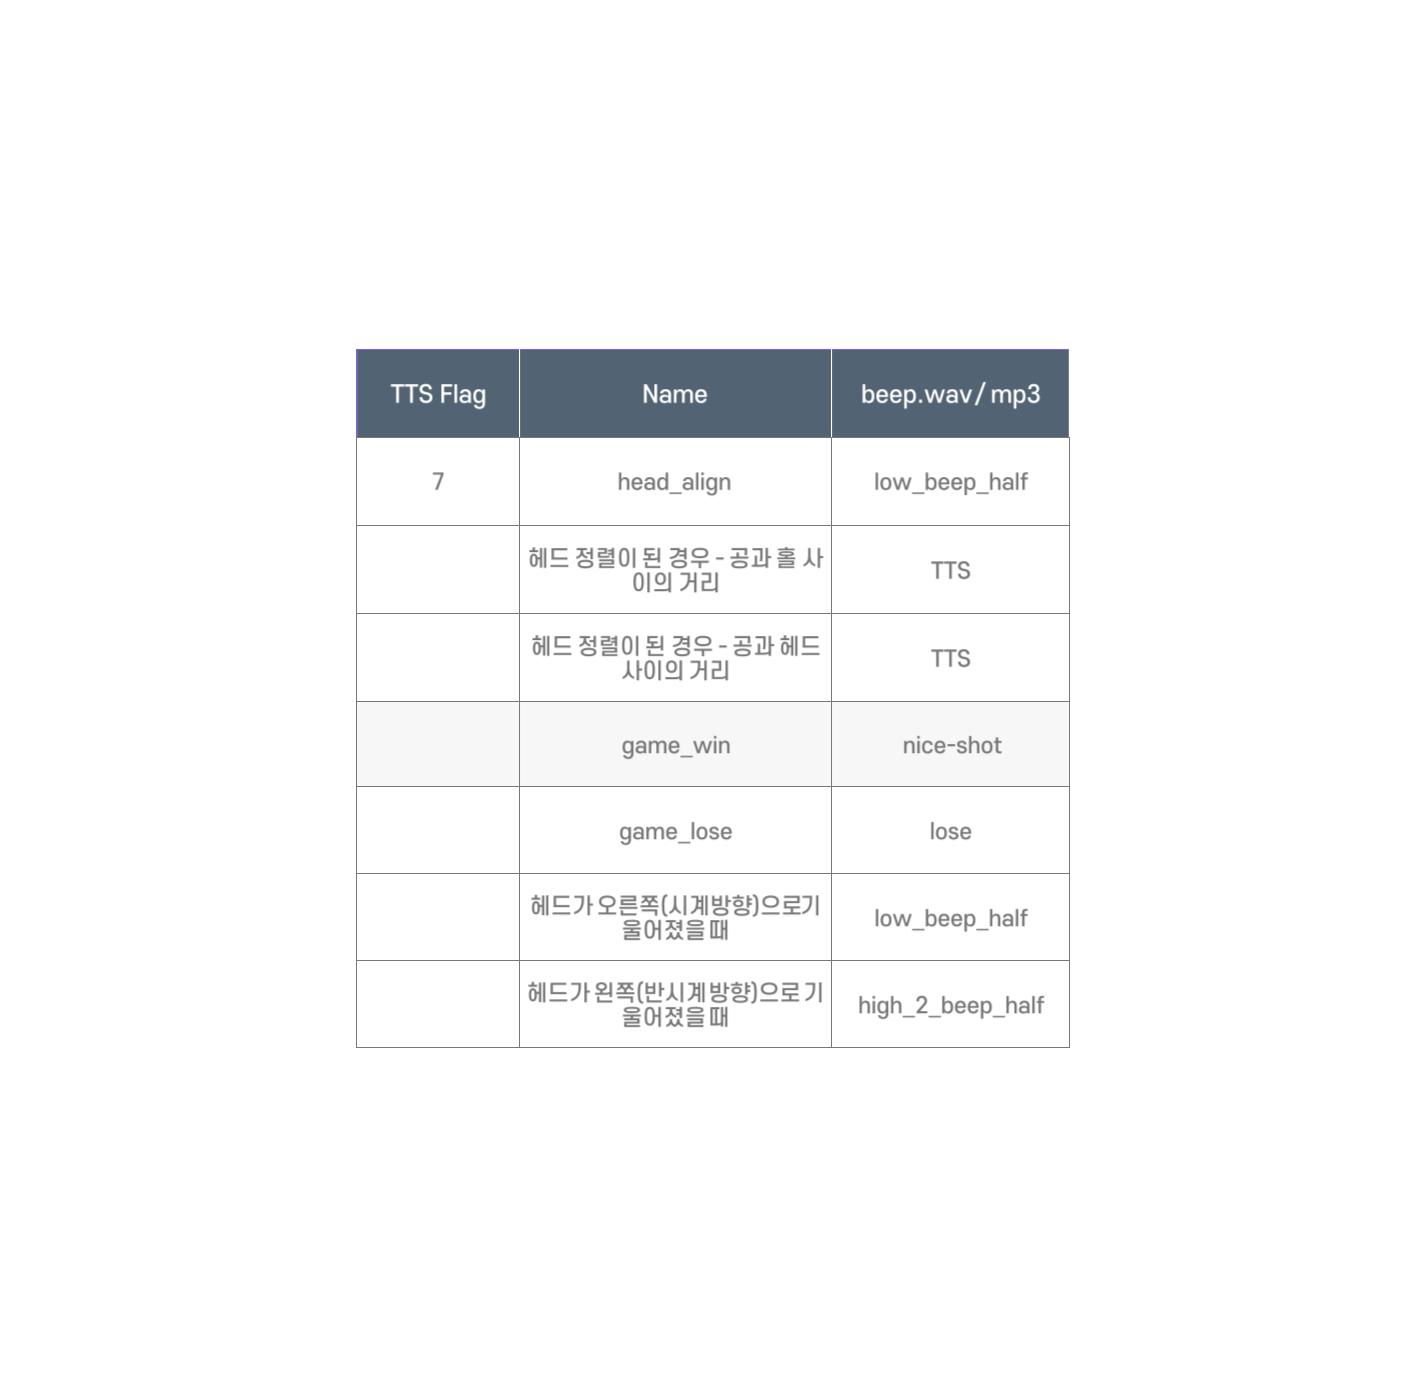 TTS Flag Name beep.wav / mp3
7 head_align low_beep_half
헤드 정렬이 된 경우 - 공과 홀 사
이의 거리
TTS
헤드 정렬이 된 경우 - 공과 헤드
사이의 거리
TTS
game_win nice-shot
game_lose lose
헤드가 오른쪽(시계방향)으로기
울어졌을 때
low_beep_half
헤드가 왼쪽(반시계 방향)으로 기
울어졌을 때
high_2_beep_half